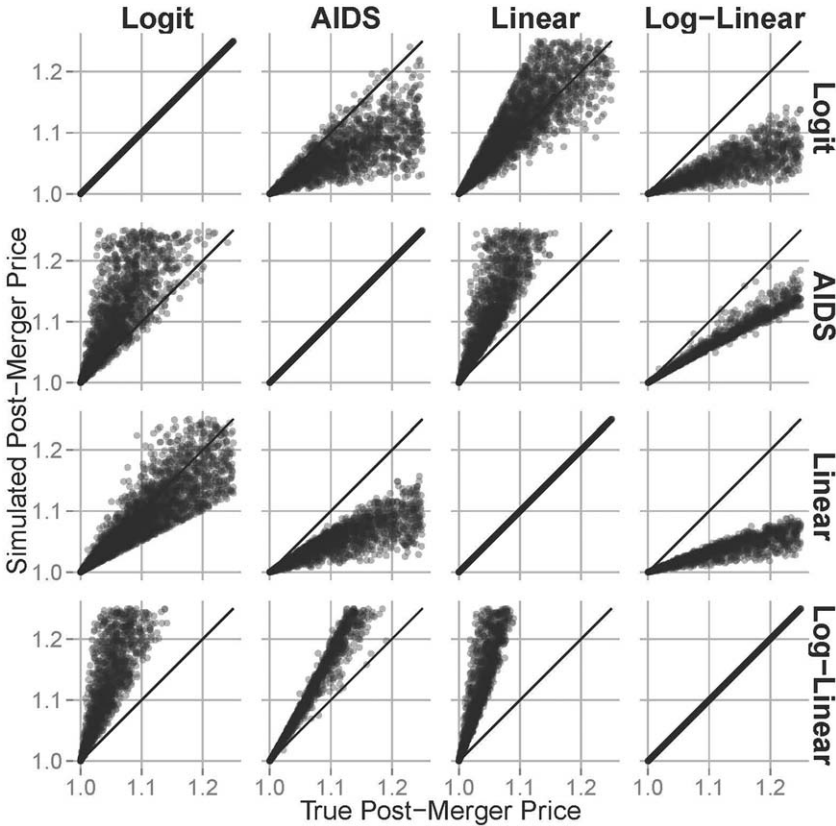 Logit AIDS Linear Log−Linear
1.2
1.1
1.0
Logit
1.2
1.1
1.0
AIDS
1.2
1.1
1.0
Linear
1.2
1.1
1.0
Log−Linear
Simulated Post−Merger Price
1.0 1.1 1.2 1.0 1.1 1.2 1.0 1.1 1.2 1.0 1.1 1.2
True Post−Merger Price